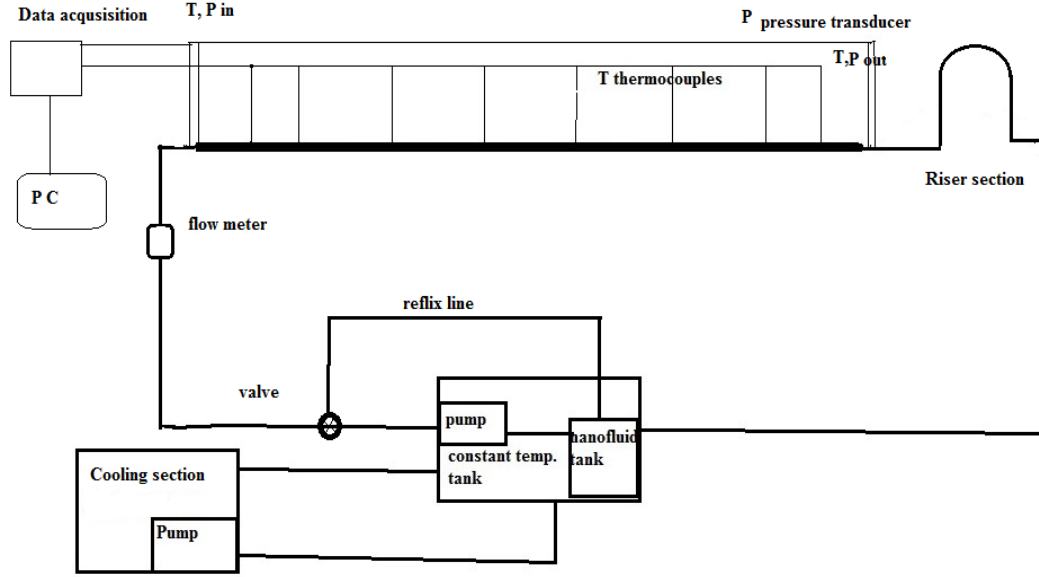 Data acqusisition
T, P in
P pressure transducer
T,P out
T thermocouples
P C
Riser section
flow meter
reflix line
valve
pump
nanofluid
tank
constant temp.
tank
Cooling section
Pump